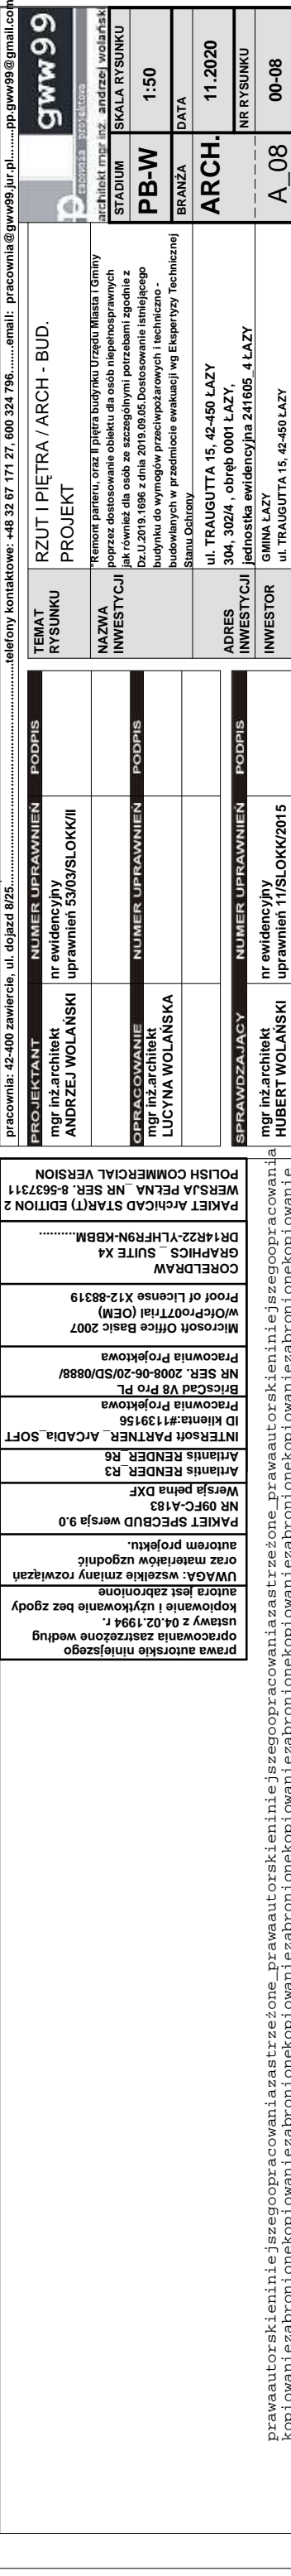 pracownia: 42-400 zawiercie, ul. dojazd 8/25..........telefony kontaktowe: +48 32 67 171 27, 600 324 796........email: pracownia@gww99.jur.pl........pp.gww99@gmail.com
PROJEKTANT NUMER UPRAWNIEŃ PODPIS
mgr inż.architekt
ANDRZEJ WOLAŃSKI
nr ewidencyjny
uprawnień 53/03/SLOKK/II
OPRACOWANIE NUMER UPRAWNIEŃ PODPIS
mgr inż.architekt
LUCYNA WOLAŃSKA
SPRAWDZAJĄCY NUMER UPRAWNIEŃ PODPIS
mgr inż.architekt
HUBERT WOLAŃSKI
nr ewidencyjny
uprawnień 11/SLOKK/2015
TEMAT
RYSUNKU
RZUT I PIĘTRA / ARCH - BUD.
PROJEKT
NAZWA
INWESTYCJI
"Remont parteru, oraz II piętra budynku Urzędu Miasta i Gminy
poprzez dostosowanie obiektu dla osób niepełnosprawnych
jak również dla osób ze szczególnymi potrzebami zgodnie z
Dz.U.2019.1696 z dnia 2019.09.05.Dostosowanie istniejącego
budynku do wymogów przeciwpożarowych i techniczno -
budowlanych w przedmiocie ewakuacji wg Ekspertyzy Technicznej
Stanu Ochrony
ADRES
INWESTYCJI
ul. TRAUGUTTA 15, 42-450 ŁAZY
304, 302/4 , obręb 0001 ŁAZY,
jednostka ewidencyjna 241605_4 ŁAZY
INWESTOR
GMINA ŁAZY
ul. TRAUGUTTA 15, 42-450 ŁAZY
gww99
pracownia projektowa
architekt mgr inż. andrzej wolański
STADIUM SKALA RYSUNKU
PB-W 1:50
BRANŻA DATA
ARCH. 11.2020
NR RYSUNKU
A_08 00-08
prawa autorskie niniejszego
opracowania zastrzeżone według
ustawy z 04.02.1994 r.
kopiowanie i użytkowanie bez zgody
autora jest zabronione
UWAGA: wszelkie zmiany rozwiązań
oraz materiałów uzgodnić
autorem projektu.
PAKIET SPECBUD wersja 9.0
NR 09FC-A183
Wersja pełna DXF
Artlantis RENDER_R3
Artlantis RENDER_R6
INTERSoft PARTNER_ ARCADia_SOFT
ID klienta:#1139156
Pracownia Projektowa
BricsCad V8 Pro PL
NR SER. 2008-06-20/SD/0888/
Pracownia Projektowa
Microsoft Office Basic 2007
w/OfcPro07Trial (OEM)
Proof of License X12-88319
CORELDRAW
GRAPHICS _ SUITE X4
DR14R22-VLHFR9N-KBBM..........
PAKIET ArchiCAD STAR(T) EDITION 2
WERSJA PEŁNA _NR SER. 8-5637311
POLISH COMMERCIAL VERSION
prawaautorskieniniejszegoopracowaniazastrzeżone_prawaautorskieniniejszegoopracowaniazastrzeżone_prawaautorskieniniejszegoopracowania